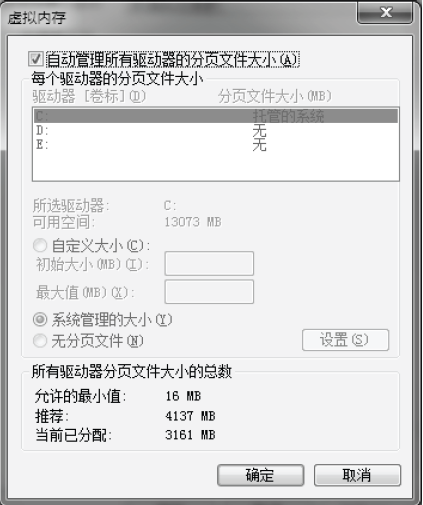 虚拟内存
自动管理所有驱动器的分页文件大小(A)
每个驱动器的分页文件大小
驱动器 [卷标](D) 分页文件大小(MB)
C: 托管的系统
D: 无
E: 无
所选驱动器: C:
可用空间: 13073 MB
自定义大小(C):
初始大小(MB)(I):
最大值(MB)(X):
系统管理的大小(Y)
无分页文件(N) 设置(S)
所有驱动器分页文件大小的总数
允许的最小值: 16 MB
推荐: 4137 MB
当前已分配: 3161 MB
确定 取消